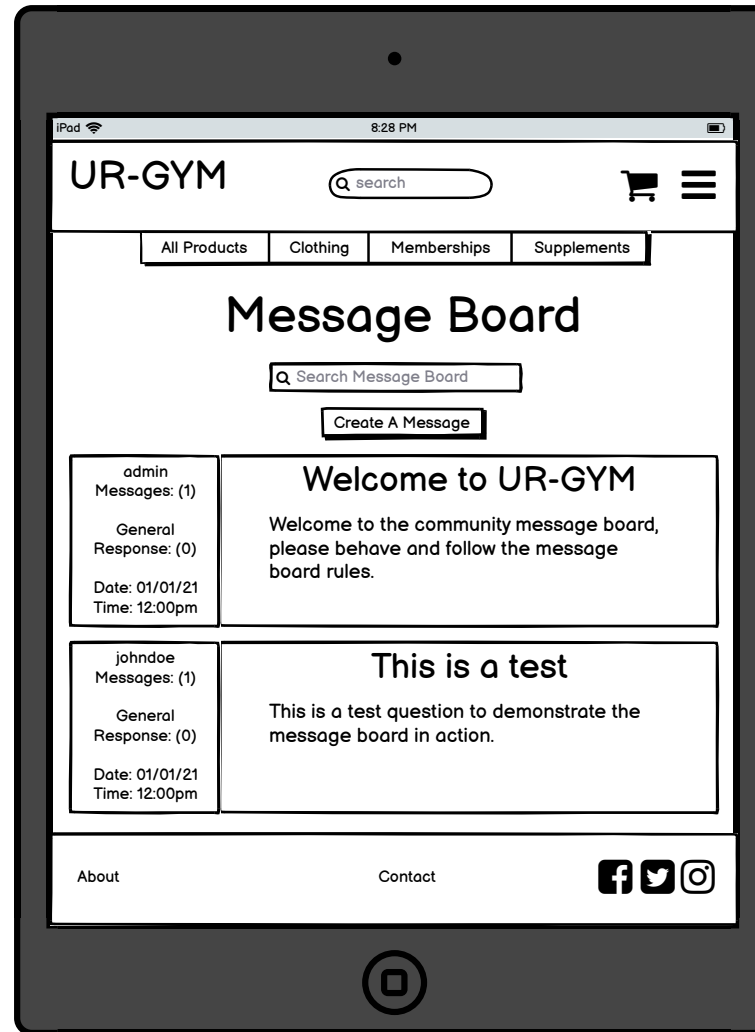 iPad 8:28 PM
UR-GYM search
All Products Clothing Memberships Supplements
Message Board
Search Message Board
Create A Message
admin
Messages: (1)
General
Response: (0)
Date: 01/01/21
Time: 12:00pm
Welcome to UR-GYM
Welcome to the community message board,
please behave and follow the message
board rules.
johndoe
Messages: (1)
General
Response: (0)
Date: 01/01/21
Time: 12:00pm
This is a test
This is a test question to demonstrate the
message board in action.
About Contact